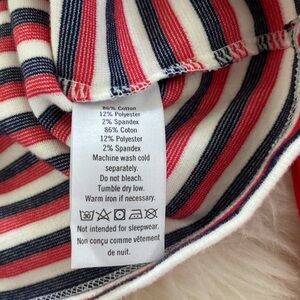 86% Cotton
12% Polyester
2% Spandex
86% Coton
12% Polyester
2% Spandex
Machine wash cold
separately.
Do not bleach.
Tumble dry low.
Warm iron if necessary.
30
Not intended for sleepwear.
Non conçu comme vêtement
de nuit.